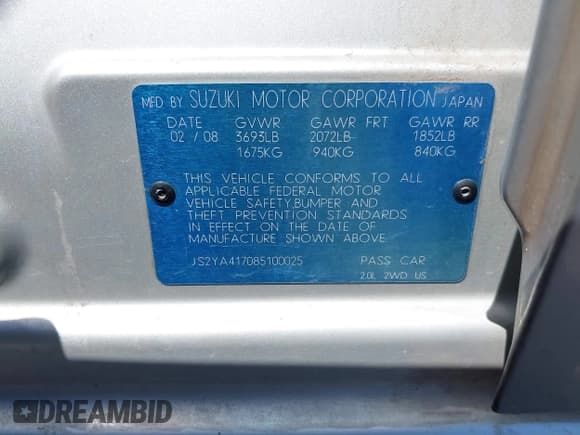 MFD BY SUZUKI MOTOR CORPORATION JAPAN
DATE GVWR GAWR FRT GAWR RR
02 / 08 3693LB 2072LB 1852LB
1675KG 940KG 840KG
THIS VEHICLE CONFORMS TO ALL
APPLICABLE FEDERAL MOTOR
VEHICLE SAFETY,BUMPER AND
THEFT PREVENTION STANDARDS
IN EFFECT ON THE DATE OF
MANUFACTURE SHOWN ABOVE.
JS2YA417085100025 PASS CAR
2.0L 2WD US
DREAMBID